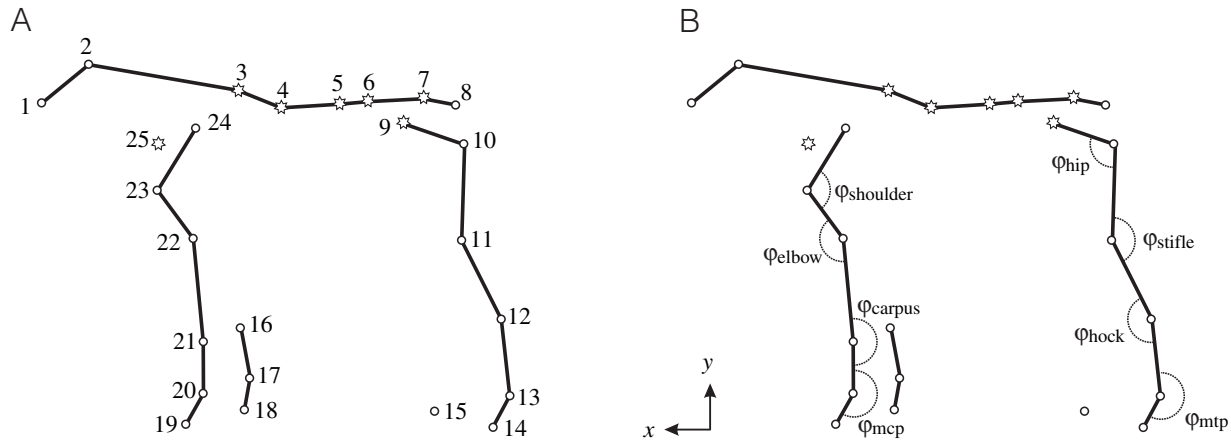 A
2
1
3
4
5
6
7
8
9
10
25
24
23
22
11
12
21
16
20
17
19
18
13
15
14
B
φhip
φshoulder
φelbow
φstifle
φcarpus
φhock
y
x
φmcp
φmtp